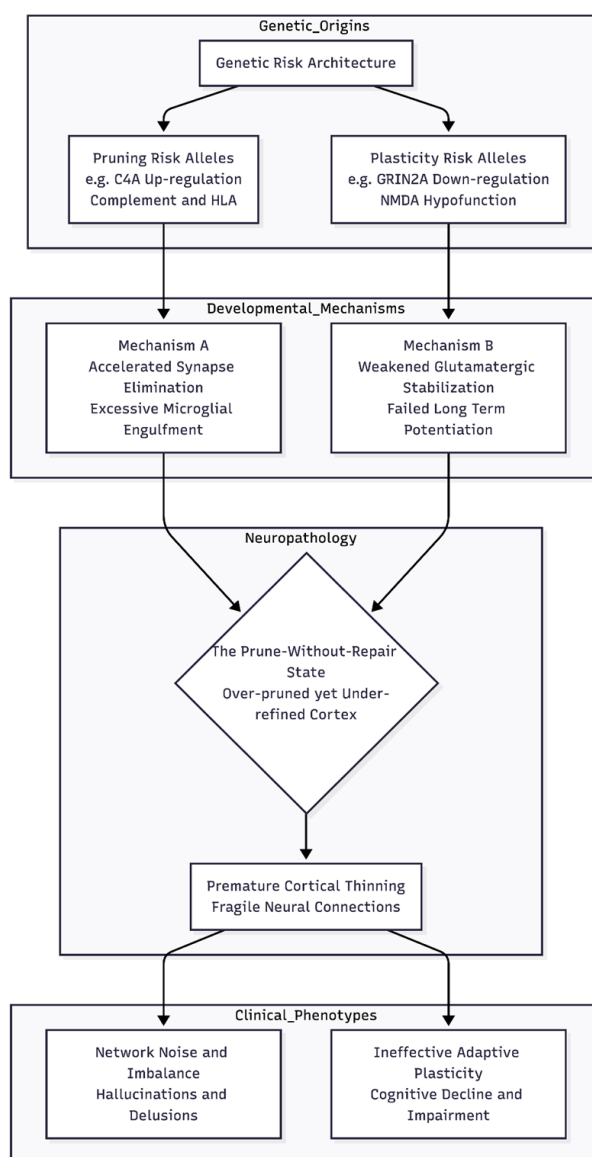 Genetic_Origins
Genetic Risk Architecture
Pruning Risk Alleles
e.g. C4A Up-regulation
Complement and HLA
Plasticity Risk Alleles
e.g. GRIN2A Down-regulation
NMDA Hypofunction
Developmental_Mechanisms
Mechanism A
Accelerated Synapse
Elimination
Excessive Microglial
Engulfment
Mechanism B
Weakened Glutamatergic
Stabilization
Failed Long Term
Potentiation
Neuropathology
The Prune-Without-Repair
State
Over-pruned yet Under-
refined Cortex
Premature Cortical Thinning
Fragile Neural Connections
Clinical_Phenotypes
Network Noise and
Imbalance
Hallucinations and
Delusions
Ineffective Adaptive
Plasticity
Cognitive Decline and
Impairment